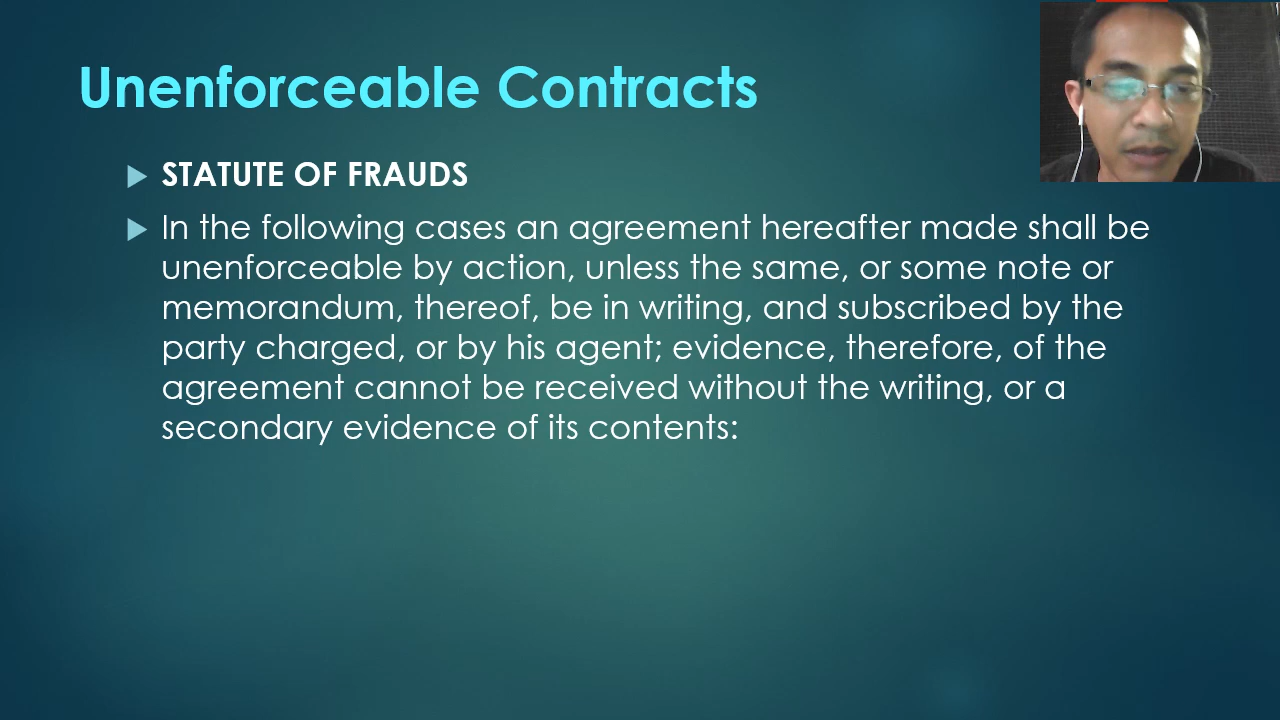 Unenforceable Contracts
STATUTE OF FRAUDS
In the following cases an agreement hereafter made shall be
unenforceable by action, unless the same, or some note or
memorandum, thereof, be in writing, and subscribed by the
party charged, or by his agent; evidence, therefore, of the
agreement cannot be received without the writing, or a
secondary evidence of its contents: